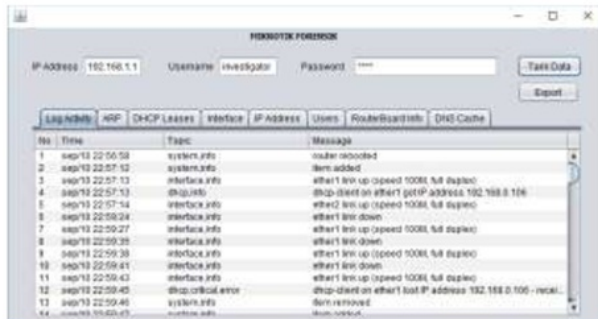 MIKROTIK FORENSIK
IP Address 192.168.1.1 Username investigator Password ****
Tarik Data
Export
Log Activity ARP DHCP Leases Interface IP Address Users RouterBoard Info DNS Cache
No Time Topic Message
1 sep/10 22:56:58 system,info router rebooted
2 sep/10 22:57:12 system,info item added
3 sep/10 22:57:13 interface,info ether1 link up (speed 100M, full duplex)
4 sep/10 22:57:13 dhcp,info dhcp-client on ether1 got IP address 192.168.0.106
5 sep/10 22:57:14 interface,info ether2 link up (speed 100M, full duplex)
6 sep/10 22:59:24 interface,info ether1 link down
7 sep/10 22:59:27 interface,info ether1 link up (speed 100M, full duplex)
8 sep/10 22:59:35 interface,info ether1 link down
9 sep/10 22:59:38 interface,info ether1 link up (speed 100M, full duplex)
10 sep/10 22:59:41 interface,info ether1 link down
11 sep/10 22:59:43 interface,info ether1 link up (speed 100M, full duplex)
12 sep/10 22:59:45 dhcp,critical,error dhcp-client on ether1 lost IP address 192.168.0.106 - recei...
13 sep/10 22:59:46 system,info item removed
14 sep/10 22:59:47 system,info item added